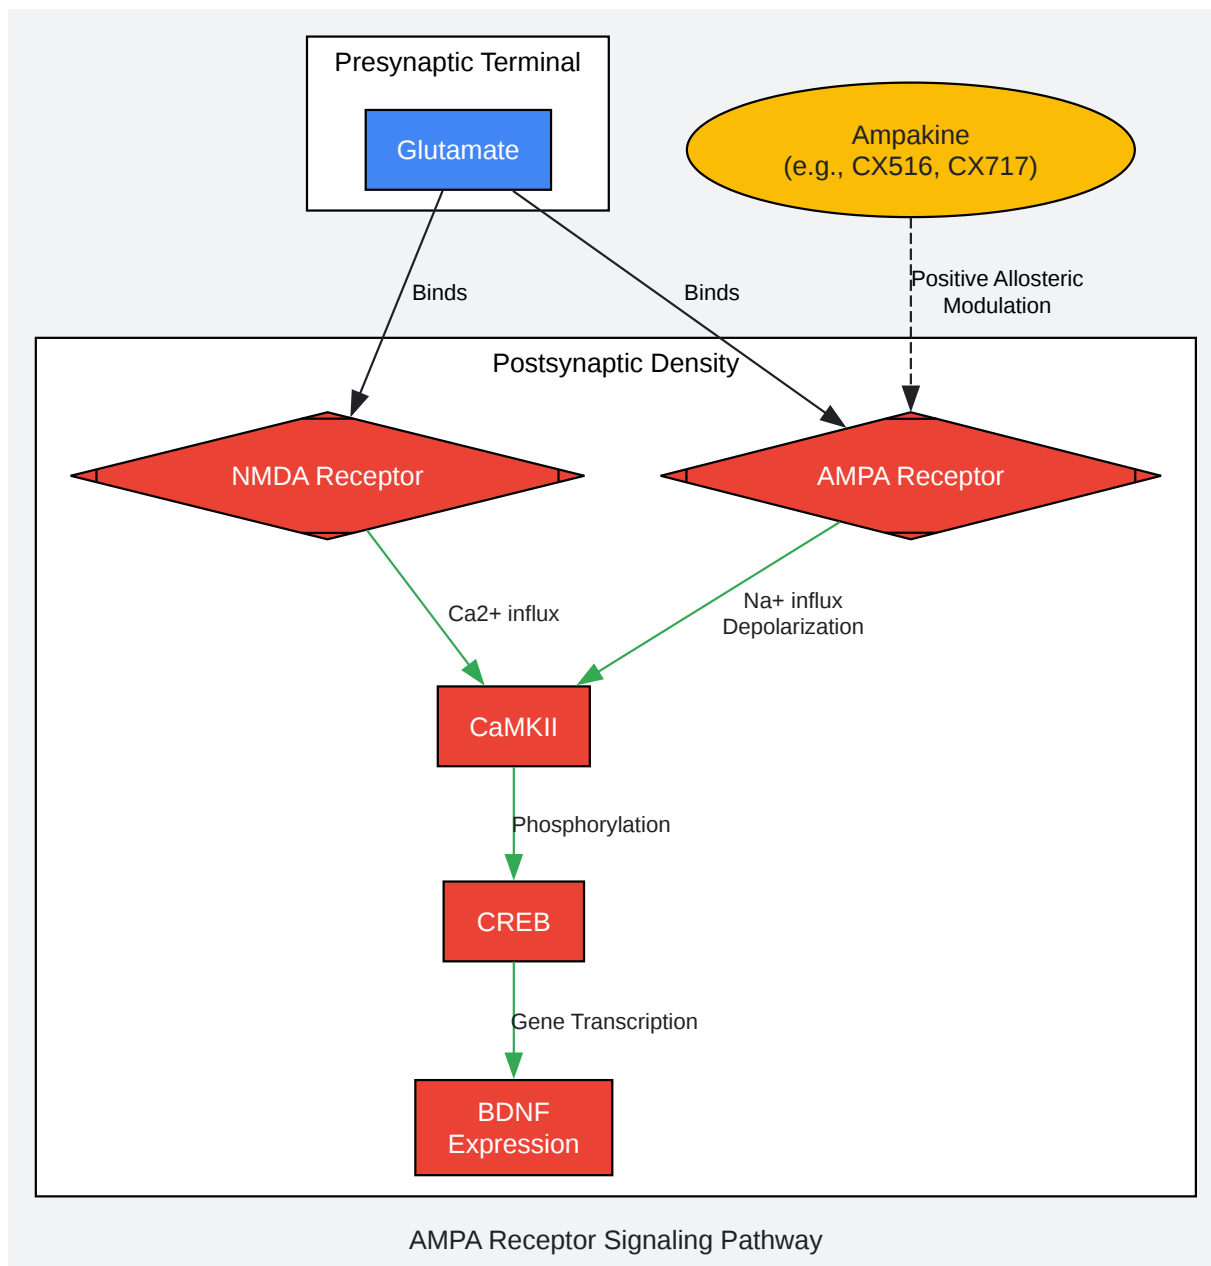 Presynaptic Terminal
Glutamate
Ampakine
(e.g., CX516, CX717)
Binds
Binds
Positive Allosteric
Modulation
Postsynaptic Density
NMDA Receptor
AMPA Receptor
Ca2+ influx
Na+ influx
Depolarization
CaMKII
Phosphorylation
CREB
Gene Transcription
BDNF
Expression
AMPA Receptor Signaling Pathway